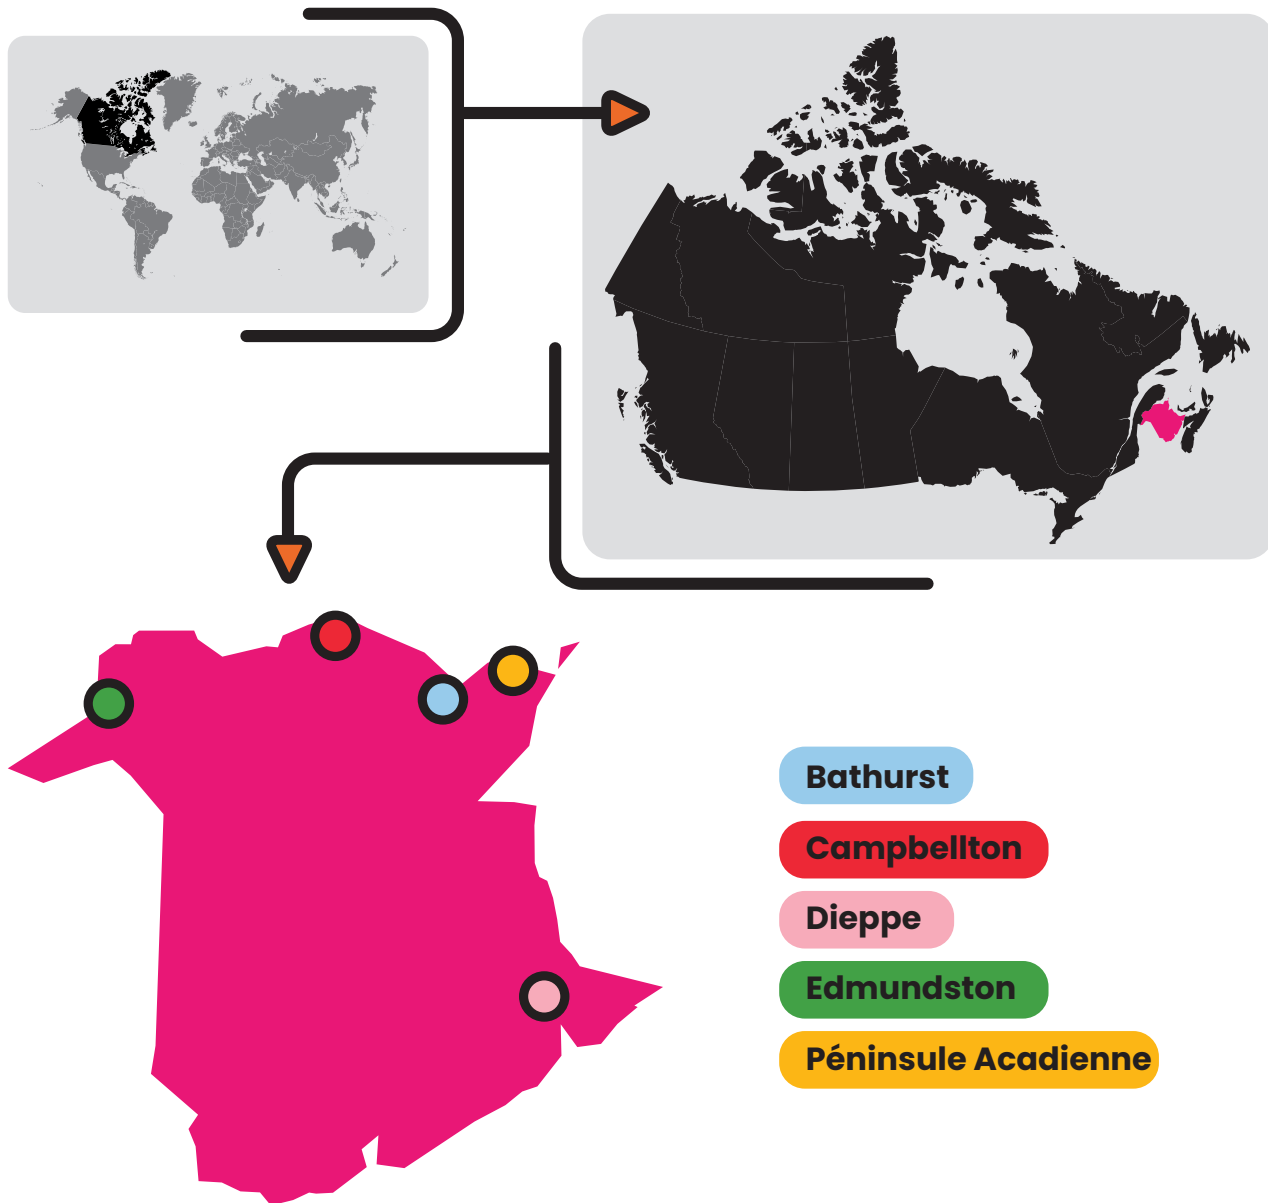 Bathurst
Campbellton
Dieppe
Edmundston
Péninsule Acadienne